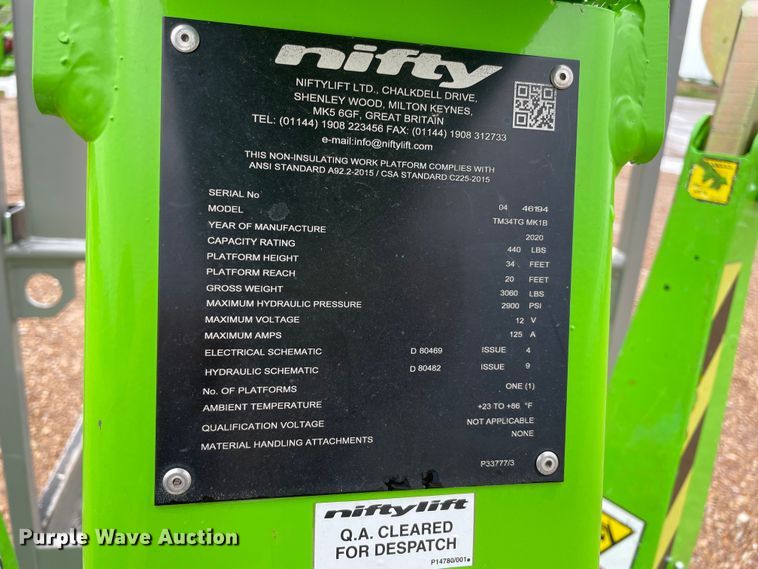 nifty
NIFTYLIFT LTD., CHALKDELL DRIVE,
SHENLEY WOOD, MILTON KEYNES,
MK5 6GF, GREAT BRITAIN
TEL: (01144) 1908 223456 FAX: (01144) 1908 312733
e-mail:info@niftylift.com
THIS NON-INSULATING WORK PLATFORM COMPLIES WITH
ANSI STANDARD A92.2-2015 / CSA STANDARD C225-2015
SERIAL No 04 46194
MODEL TM34TG MK1B
YEAR OF MANUFACTURE 2020
CAPACITY RATING 440 LBS
PLATFORM HEIGHT 34 FEET
PLATFORM REACH 20 FEET
GROSS WEIGHT 3060 LBS
MAXIMUM HYDRAULIC PRESSURE 2900 PSI
MAXIMUM VOLTAGE 12 V
MAXIMUM AMPS 125 A
ELECTRICAL SCHEMATIC D 80469 ISSUE 4
HYDRAULIC SCHEMATIC D 80482 ISSUE 9
No. OF PLATFORMS ONE (1)
AMBIENT TEMPERATURE +23 TO +86 °F
QUALIFICATION VOLTAGE NOT APPLICABLE
MATERIAL HANDLING ATTACHMENTS NONE
P33777/3
niftylift
Q.A. CLEARED
FOR DESPATCH
P14780/001
Purple Wave Auction